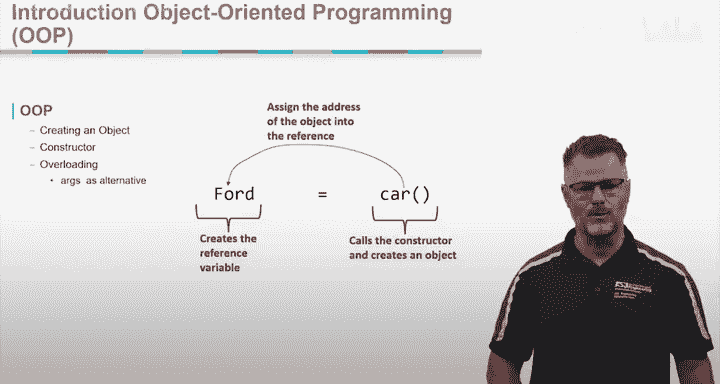 Introduction Object-Oriented Programming
(OOP)
OOP
– Creating an Object
– Constructor
– Overloading
• args as alternative
Assign the address
of the object into
the reference
Ford = car()
Creates the
reference
variable
Calls the constructor
and creates an object